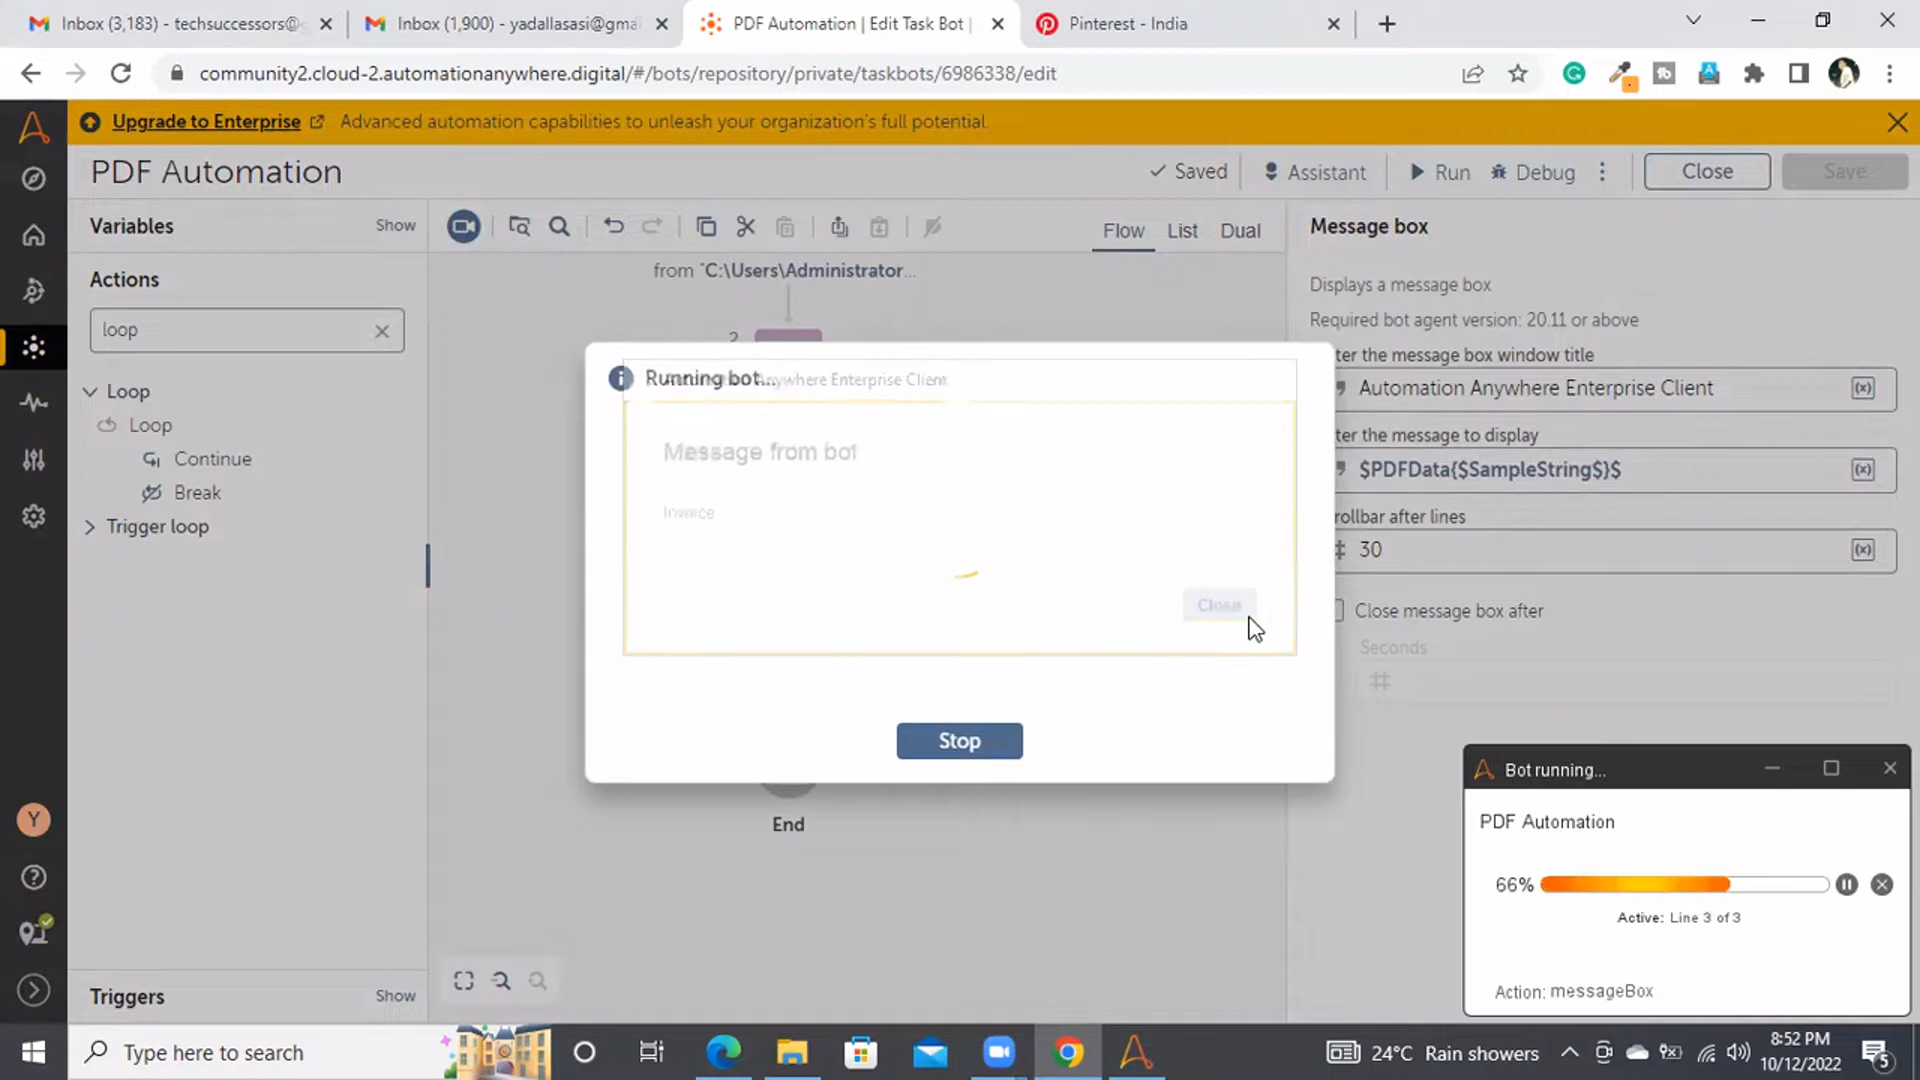 Inbox (3,183) - techsuccessors@
Inbox (1,900) - yadallasasi@gma
PDF Automation | Edit Task Bot |
Pinterest - India
community2.cloud-2.automationanywhere.digital/#/bots/repository/private/taskbots/6986338/edit
Upgrade to Enterprise Advanced automation capabilities to unleash your organization's full potential.
PDF Automation
Saved
Assistant
Run
Debug
Close
Save
Variables
Show
Flow
List
Dual
Message box
from "C:\Users\Administrator...
Actions
loop
Loop
Loop
Continue
Break
Trigger loop
2
Displays a message box
Required bot agent version: 20.11 or above
ter the message box window title
Automation Anywhere Enterprise Client
(x)
ter the message to display
$PDFData{$SampleString$}$
(x)
rollbar after lines
30
(x)
Close message box after
Seconds
Running bot...
ywhere Enterprise Client
Message from bot
Invoice
Close
Stop
End
Bot running...
PDF Automation
66%
Active: Line 3 of 3
Action: messageBox
Y
Triggers
Show
Type here to search
24°C Rain showers
8:52 PM
10/12/2022
5